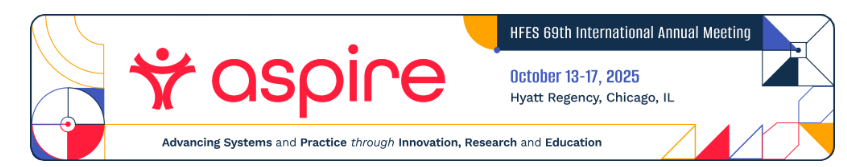 HFES 69th International Annual Meeting
aspire
October 13-17, 2025
Hyatt Regency, Chicago, IL
Advancing Systems and Practice through Innovation, Research and Education